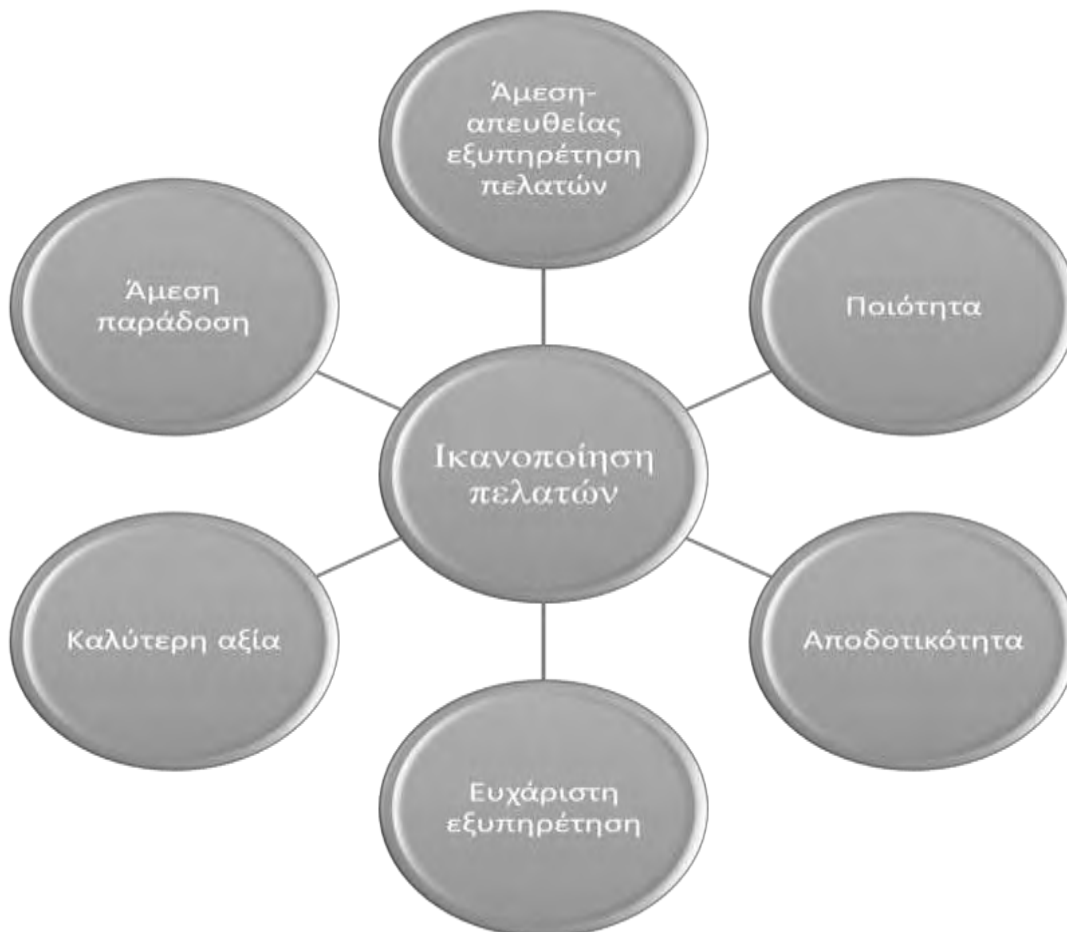 Άμεση-
απευθείας
εξυπηρέτηση
πελατών
Άμεση
παράδοση
Ποιότητα
Ικανοποίηση
πελατών
Καλύτερη αξία
Αποδοτικότητα
Ευχάριστη
εξυπηρέτηση